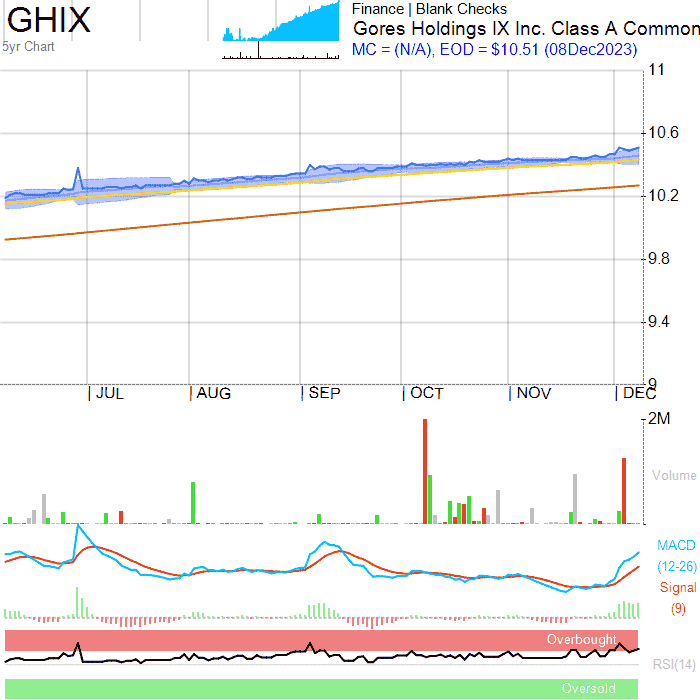 GHIX
5yr Chart
Finance | Blank Checks
Gores Holdings IX Inc. Class A Common
MC = (N/A), EOD = $10.51 (08Dec2023)
11
10.6
10.2
9.8
9.4
9
JUL AUG SEP OCT NOV DEC
2M
Volume
MACD
(12-26)
Signal
(9)
Overbought
RSI(14)
Oversold